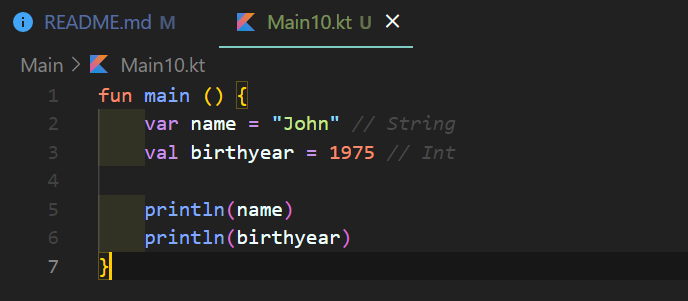 README.md M Main10.kt U
Main > Main10.kt
1 fun main () {
2 var name = "John" // String
3 val birthyear = 1975 // Int
4
5 println(name)
6 println(birthyear)
7 }